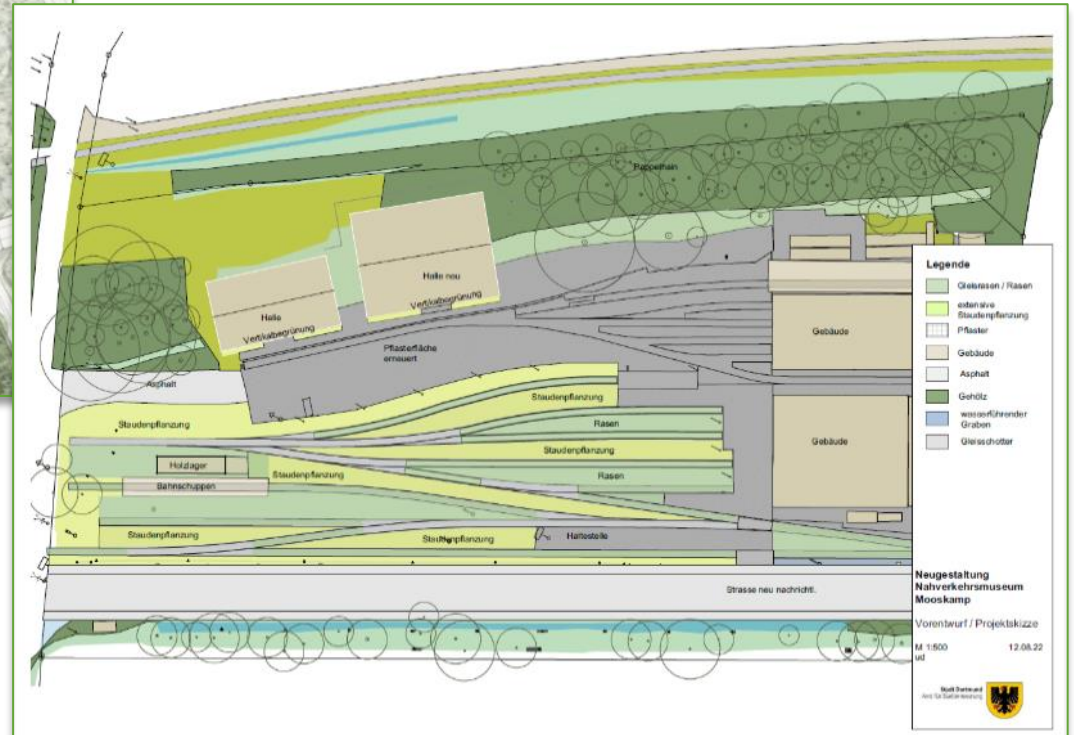 Pappelhain
Halle neu
Vertikalbegrünung
Halle
Vertikalbegrünung
Pflasterfläche
erneuert
Asphalt
Staudenpflanzung
Staudenpflanzung
Rasen
Staudenpflanzung
Holzlager
Staudenpflanzung
Rasen
Bahnschuppen
Staudenpflanzung
Staudenpflanzung
Haltestelle
Strasse neu nachrichtl.
Gebäude
Gebäude
Legende
Gleisrasen / Rasen
extensive
Staudenpflanzung
Pflaster
Gebäude
Asphalt
Gehölz
wasserführender
Graben
Gleisschotter
Neugestaltung
Nahverkehrsmuseum
Mooskamp
Vorentwurf / Projektskizze
M 1:500 12.08.22
ud
Stadt Dortmund